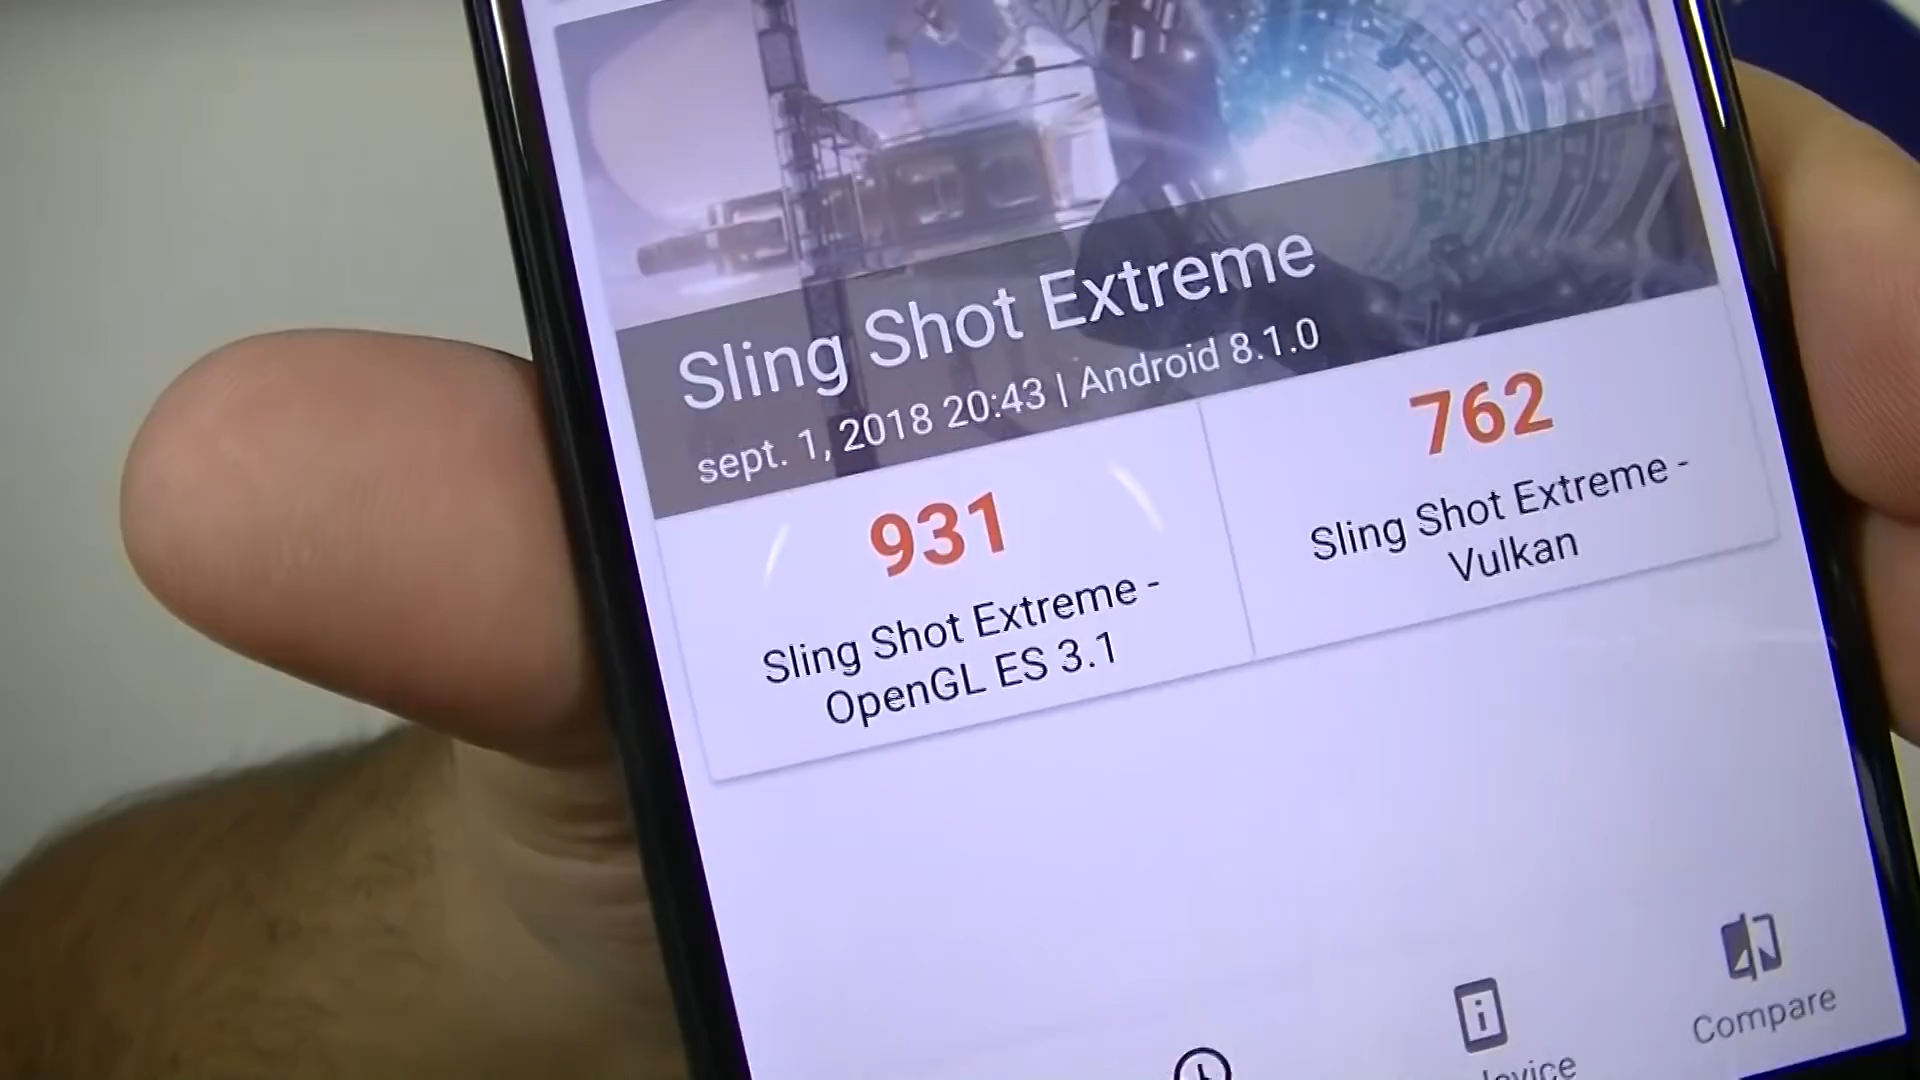 Sling Shot Extreme
sept. 1, 2018 20:43 | Android 8.1.0
931
Sling Shot Extreme -
OpenGL ES 3.1
762
Sling Shot Extreme -
Vulkan
Compare